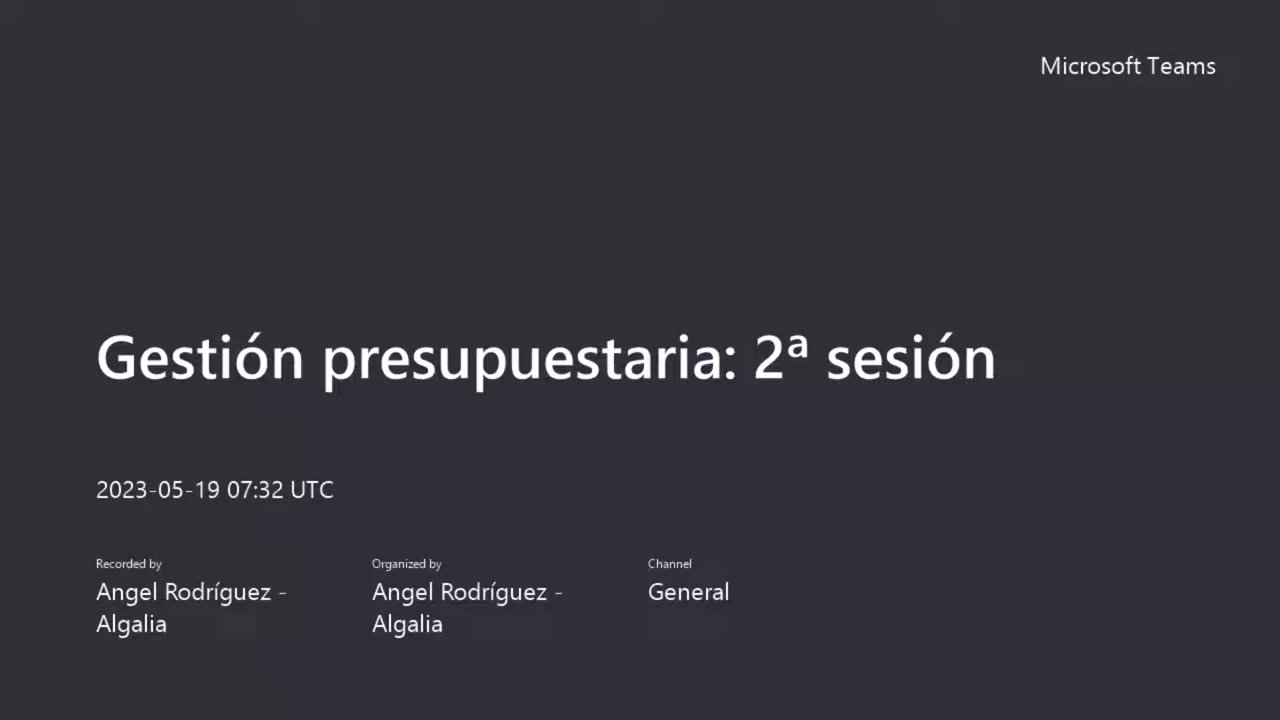 Microsoft Teams
Gestión presupuestaria: 2ª sesión
2023-05-19 07:32 UTC
Recorded by
Angel Rodríguez -
Algalia
Organized by
Angel Rodríguez -
Algalia
Channel
General